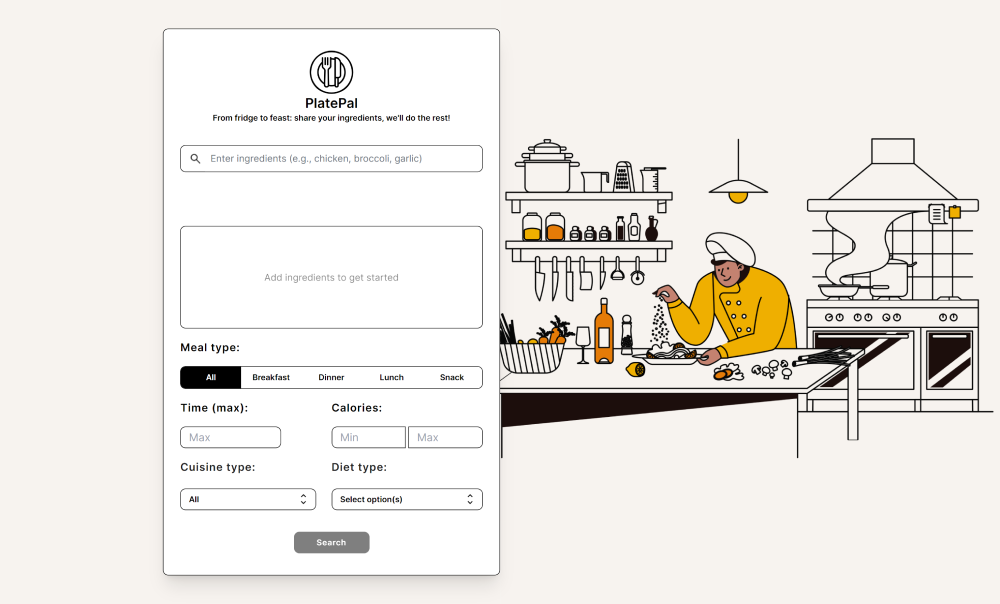 PlatePal
From fridge to feast: share your ingredients, we'll do the rest!
Enter ingredients (e.g., chicken, broccoli, garlic)
Add ingredients to get started
Meal type:
All Breakfast Dinner Lunch Snack
Time (max): Calories:
Max Min Max
Cuisine type: Diet type:
All Select option(s)
Search